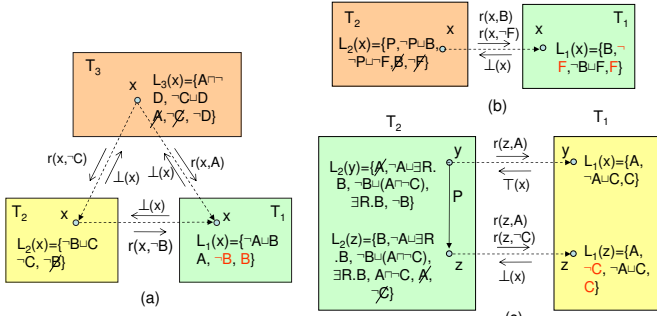 T3
x
L3(x)={A⊓¬
D, ¬C⊔D
A,¬C, ¬D}
r(x,¬C)
⊥(x)
⊥(x)
r(x,A)
T2
x
L2(x)={¬B⊔C
¬C, ¬B}
⊥(x)
r(x,¬B)
x
T1
L1(x)={¬A⊔B
A, ¬B, B}
(a)
T2
x
L2(x)={P,¬P⊔B,
¬P⊔¬F,B,¬F}
r(x,B)
r(x,¬F)
⊥(x)
T1
x
L1(x)={B,¬
F,¬B⊔F,F}
(b)
T2
T1
L2(y)={A,¬A⊔∃R.
B, ¬B⊔(A⊓¬C),
∃R.B, ¬B}
y
r(z,A)
⊤(x)
y
L1(x)={A,
¬A⊔C,C}
P
L2(z)={B,¬A⊔∃R
.B, ¬B⊔(A⊓¬C),
∃R.B, A⊓¬C, A,
¬C}
z
r(z,A)
r(z,¬C)
⊥(x)
z
L1(z)={A,
¬C, ¬A⊔C,
C}